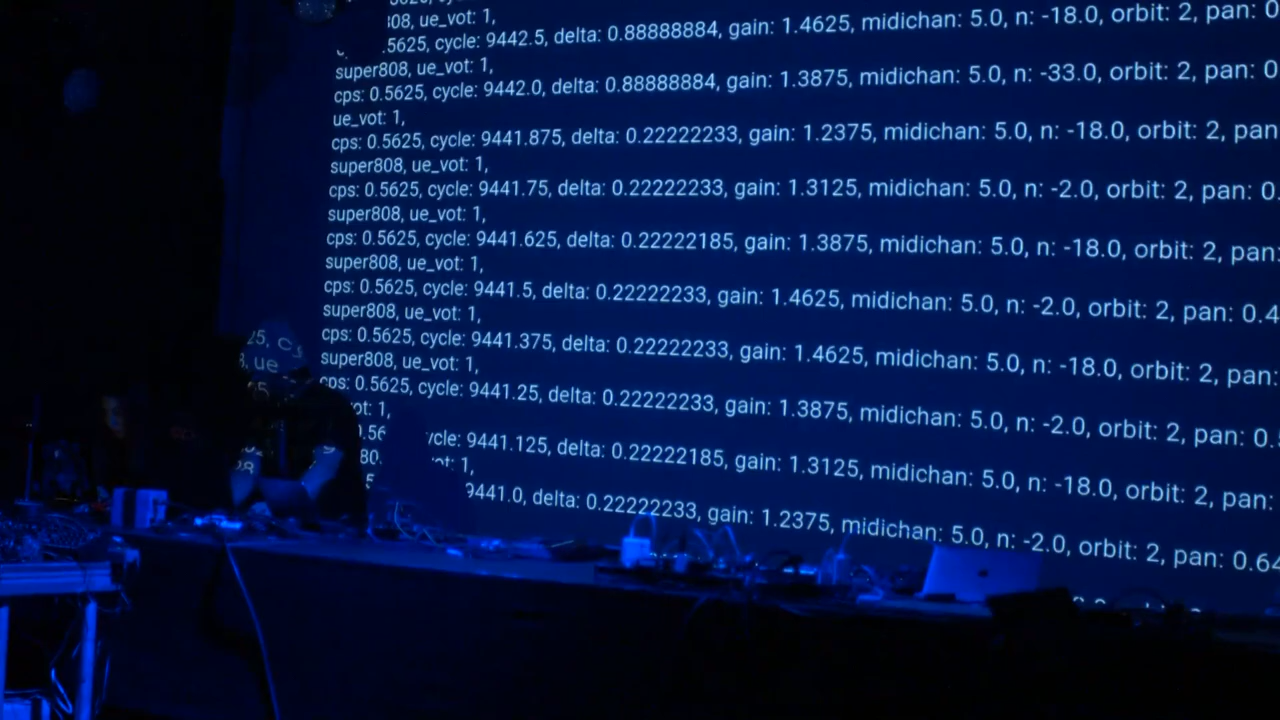 808, ue_vot: 1,
.5625, cycle: 9442.5, delta: 0.88888884, gain: 1.4625, midichan: 5.0, n: -18.0, orbit: 2, pan: 0
super808, ue_vot: 1,
cps: 0.5625, cycle: 9442.0, delta: 0.88888884, gain: 1.3875, midichan: 5.0, n: -33.0, orbit: 2, pan: 0
ue_vot: 1,
cps: 0.5625, cycle: 9441.875, delta: 0.22222233, gain: 1.2375, midichan: 5.0, n: -18.0, orbit: 2, pan
super808, ue_vot: 1,
cps: 0.5625, cycle: 9441.75, delta: 0.22222233, gain: 1.3125, midichan: 5.0, n: -2.0, orbit: 2, pan: 0.
super808, ue_vot: 1,
cps: 0.5625, cycle: 9441.625, delta: 0.22222185, gain: 1.3875, midichan: 5.0, n: -18.0, orbit: 2, pan:
super808, ue_vot: 1,
cps: 0.5625, cycle: 9441.5, delta: 0.22222233, gain: 1.4625, midichan: 5.0, n: -2.0, orbit: 2, pan: 0.4
super808, ue_vot: 1,
cps: 0.5625, cycle: 9441.375, delta: 0.22222233, gain: 1.4625, midichan: 5.0, n: -18.0, orbit: 2, pan:
super808, ue_vot: 1,
cps: 0.5625, cycle: 9441.25, delta: 0.22222233, gain: 1.3875, midichan: 5.0, n: -2.0, orbit: 2, pan: 0.
vot: 1,
0.56 ycle: 9441.125, delta: 0.22222185, gain: 1.3125, midichan: 5.0, n: -18.0, orbit: 2, pan:
80 vot: 1,
9441.0, delta: 0.22222233, gain: 1.2375, midichan: 5.0, n: -2.0, orbit: 2, pan: 0.64